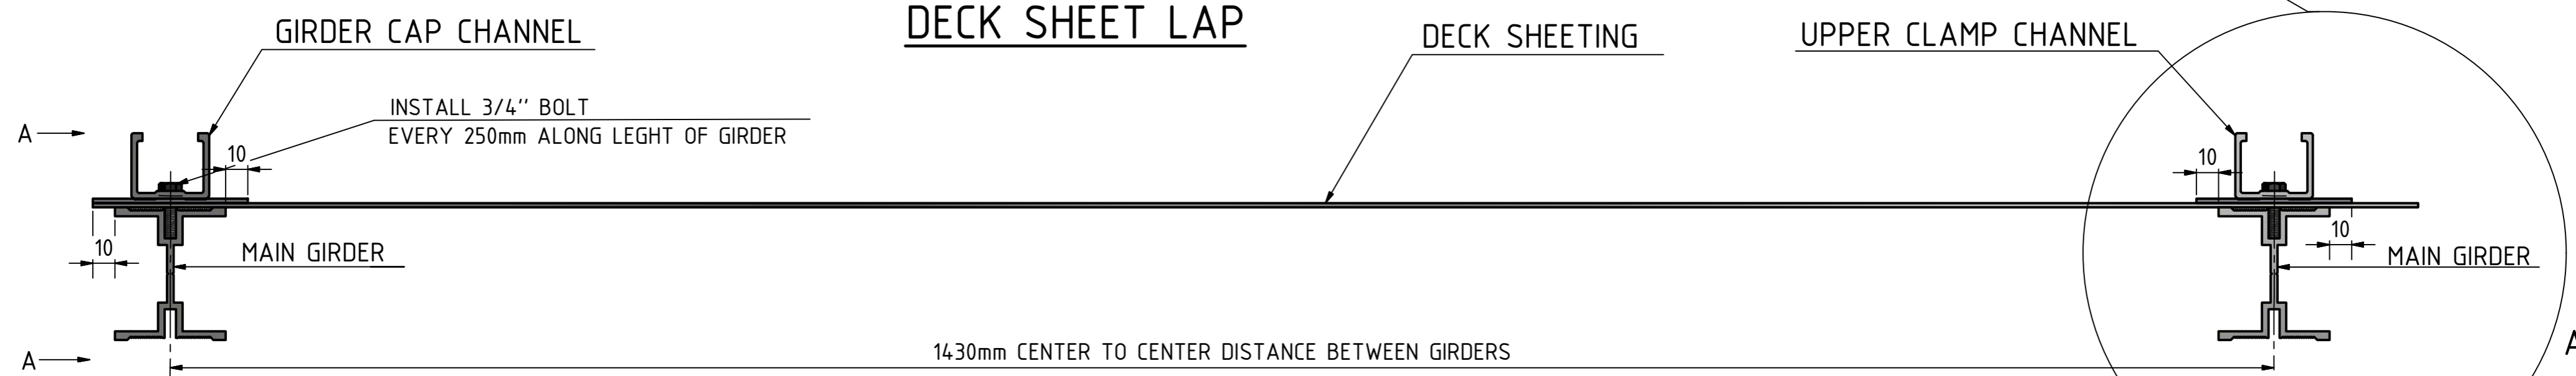 DECK SHEET LAP
GIRDER CAP CHANNEL
DECK SHEETING
UPPER CLAMP CHANNEL
INSTALL 3/4'' BOLT
EVERY 250mm ALONG LEGHT OF GIRDER
A
10
10
10
10
MAIN GIRDER
MAIN GIRDER
A
1430mm CENTER TO CENTER DISTANCE BETWEEN GIRDERS